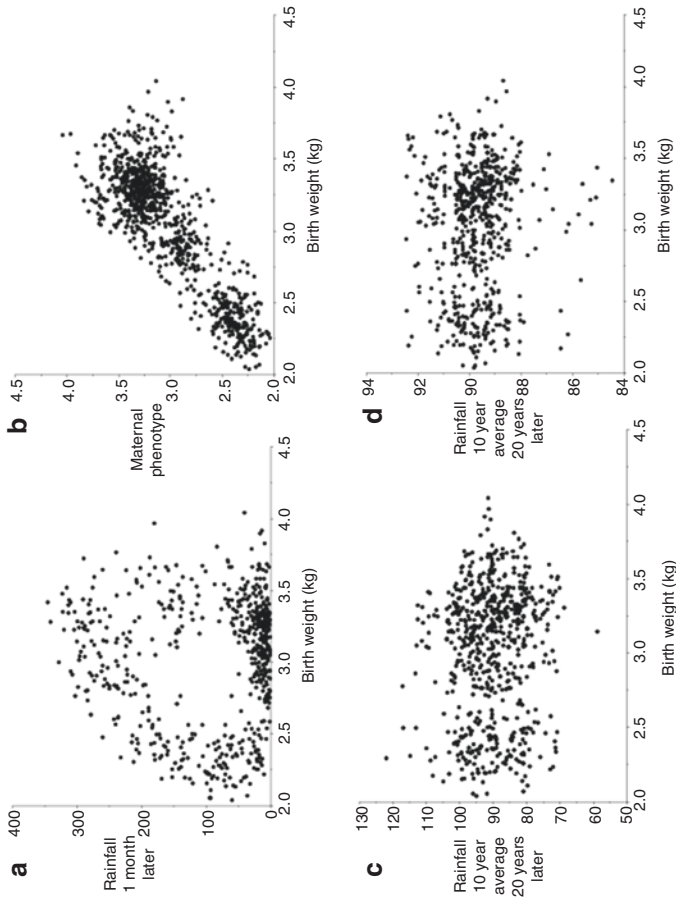 a
400
300
Rainfall
1 month 200
later
100
0
2.0 2.5 3.0 3.5 4.0 4.5
Birth weight (kg)
b
4.5
4.0
3.5
Maternal
phenotype
3.0
2.5
2.0
2.0 2.5 3.0 3.5 4.0 4.5
Birth weight (kg)
c
130
120
110
Rainfall 100
10 year
average 90
20 years
later 80
70
60
50
2.0 2.5 3.0 3.5 4.0 4.5
Birth weight (kg)
d
94
92
Rainfall 90
10 year
average
20 years 88
later
86
84
2.0 2.5 3.0 3.5 4.0 4.5
Birth weight (kg)